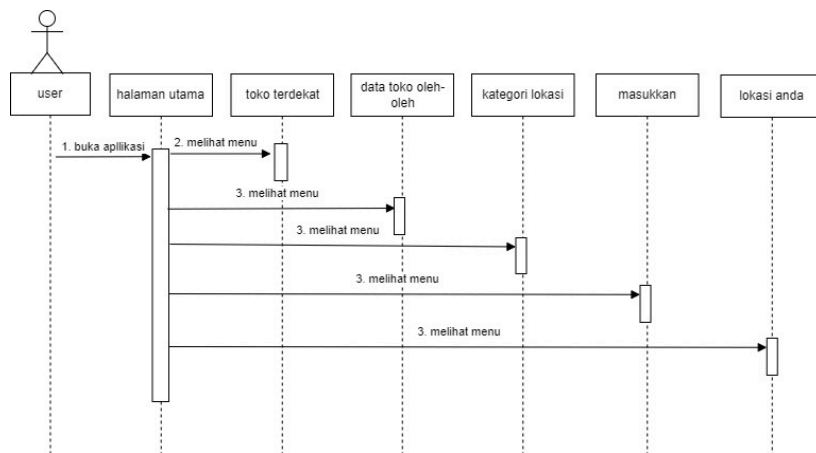 user
halaman utama
toko terdekat
data toko oleh-
oleh
kategori lokasi
masukkan
lokasi anda
1. buka apllikasi
2. melihat menu
3. melihat menu
3. melihat menu
3. melihat menu
3. melihat menu